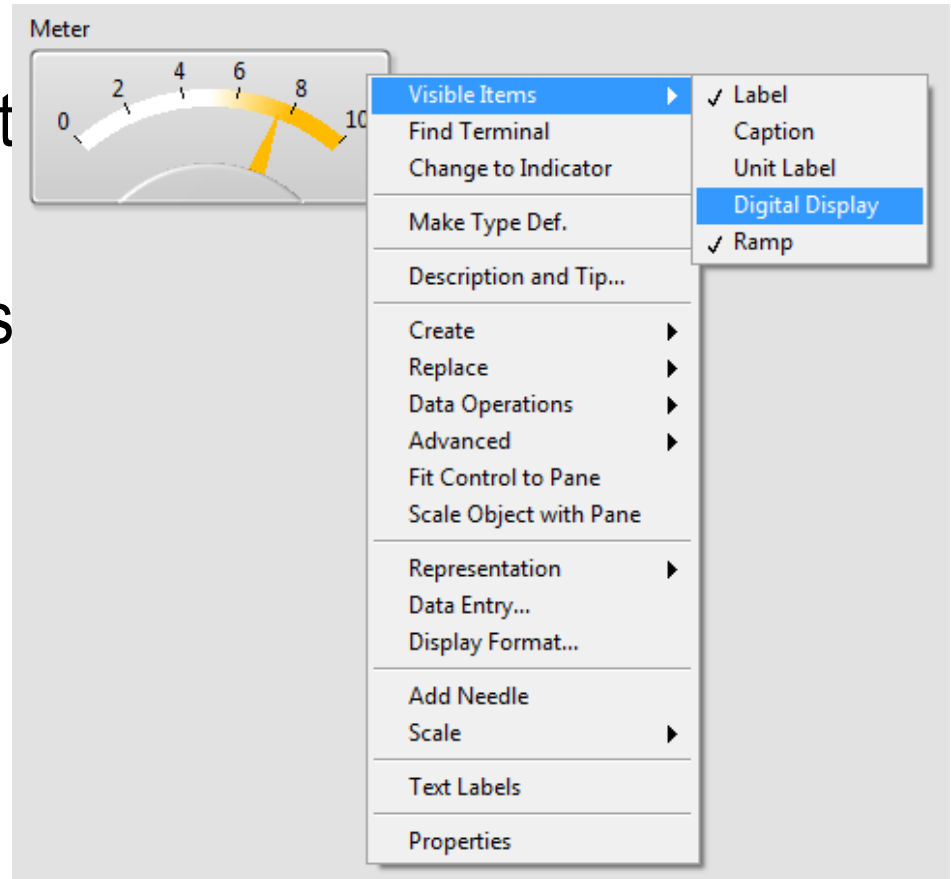 Meter
0 2 4 6 8 10
t
s
Visible Items
Find Terminal
Change to Indicator
Make Type Def.
Description and Tip...
Create
Replace
Data Operations
Advanced
Fit Control to Pane
Scale Object with Pane
Representation
Data Entry...
Display Format...
Add Needle
Scale
Text Labels
Properties
✓ Label
Caption
Unit Label
Digital Display
✓ Ramp